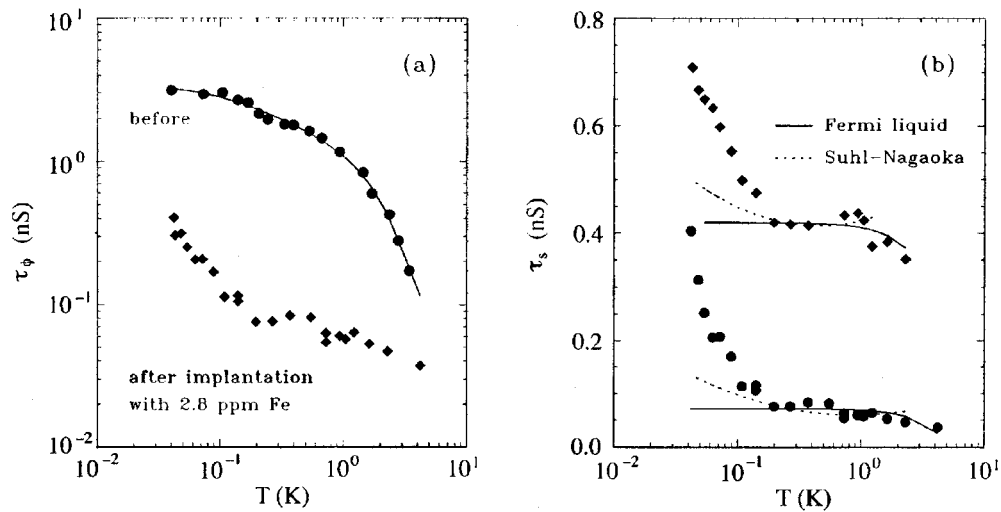 (a)
before
after implantation
with 2.8 ppm Fe
10¹
10⁰
10⁻¹
10⁻²
τ_ϕ (nS)
10⁻² 10⁻¹ 10⁰ 10¹
T (K)
(b)
Fermi liquid
Suhl-Nagaoka
0.8
0.6
0.4
0.2
0.0
τ_s (nS)
10⁻² 10⁻¹ 10⁰ 10¹
T (K)